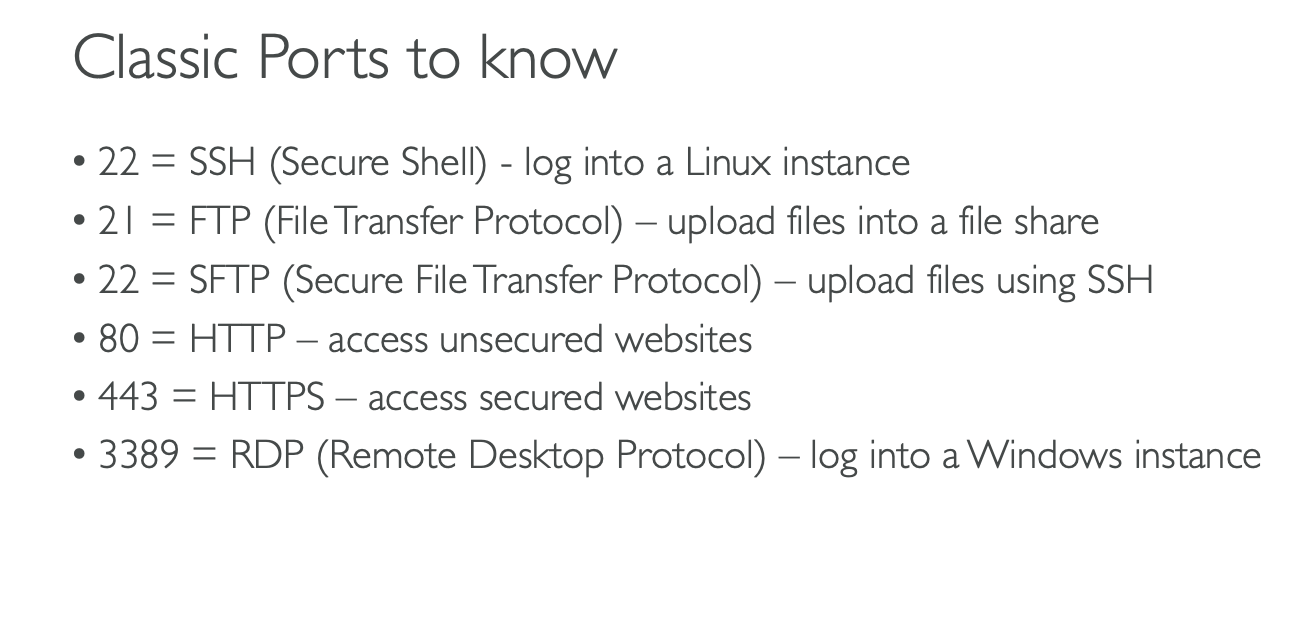 Classic Ports to know
• 22 = SSH (Secure Shell) - log into a Linux instance
• 21 = FTP (File Transfer Protocol) – upload files into a file share
• 22 = SFTP (Secure File Transfer Protocol) – upload files using SSH
• 80 = HTTP – access unsecured websites
• 443 = HTTPS – access secured websites
• 3389 = RDP (Remote Desktop Protocol) – log into a Windows instance